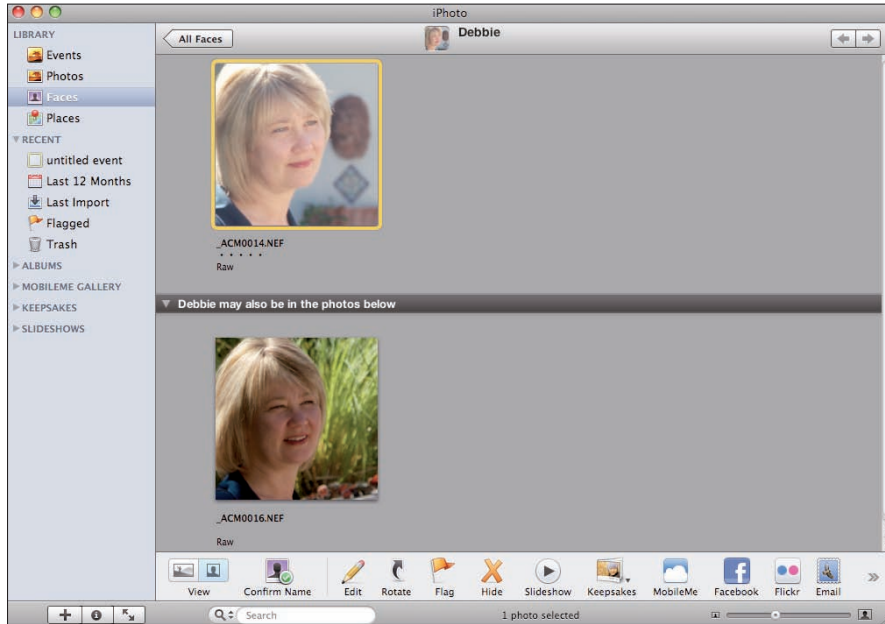 iPhoto
LIBRARY
Events
Photos
Faces
Places
RECENT
untitled event
Last 12 Months
Last Import
Flagged
Trash
ALBUMS
MOBILEME GALLERY
KEEPSAKES
SLIDESHOWS
All Faces
Debbie
_ACM0014.NEF
Raw
Debbie may also be in the photos below
_ACM0016.NEF
Raw
View Confirm Name Edit Rotate Flag Hide Slideshow Keepsakes MobileMe Facebook Flickr Email
Search 1 photo selected